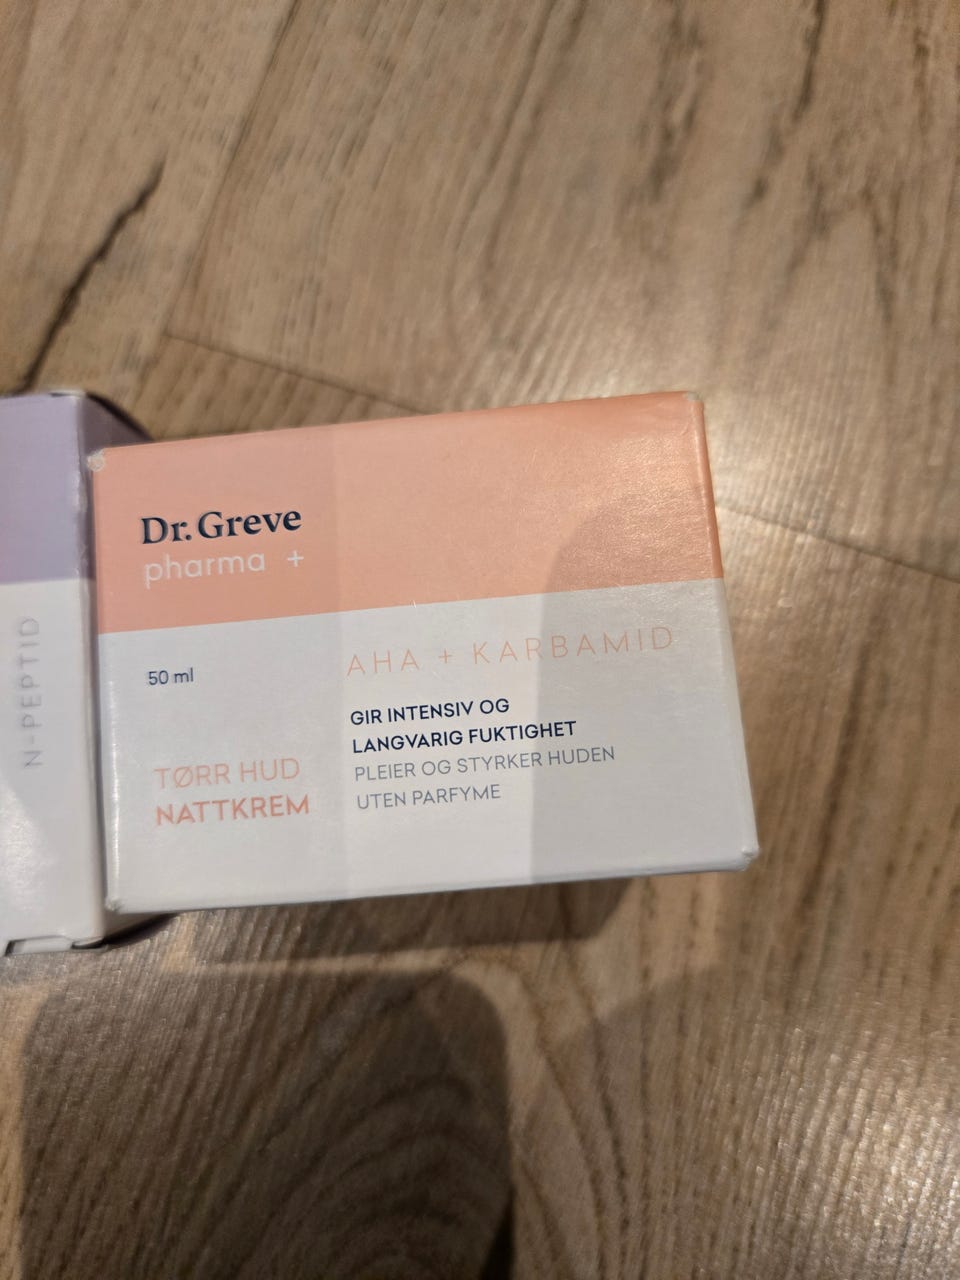 N-PEPTID
Dr. Greve
pharma +
50 ml
TØRR HUD
NATTKREM
AHA + KARBAMID
GIR INTENSIV OG
LANGVARIG FUKTIGHET
PLEIER OG STYRKER HUDEN
UTEN PARFYME